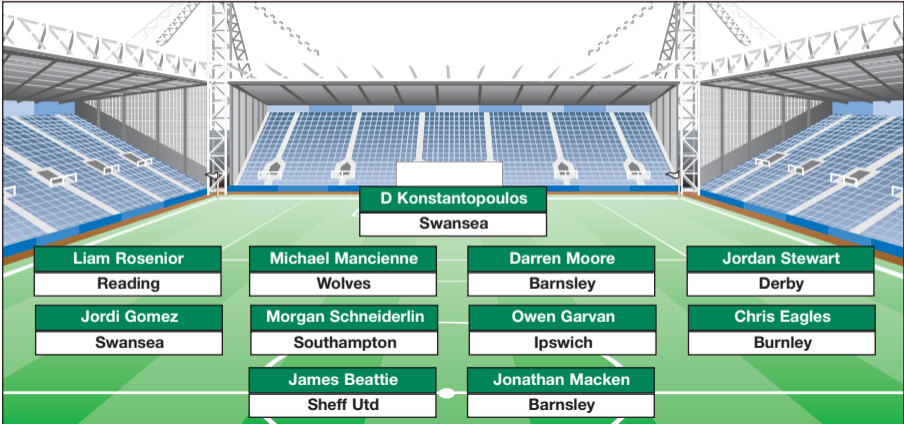 D Konstantopoulos
Swansea
Liam Rosenior
Reading
Michael Mancienne
Wolves
Darren Moore
Barnsley
Jordan Stewart
Derby
Jordi Gomez
Swansea
Morgan Schneiderlin
Southampton
Owen Garvan
Ipswich
Chris Eagles
Burnley
James Beattie
Sheff Utd
Jonathan Macken
Barnsley